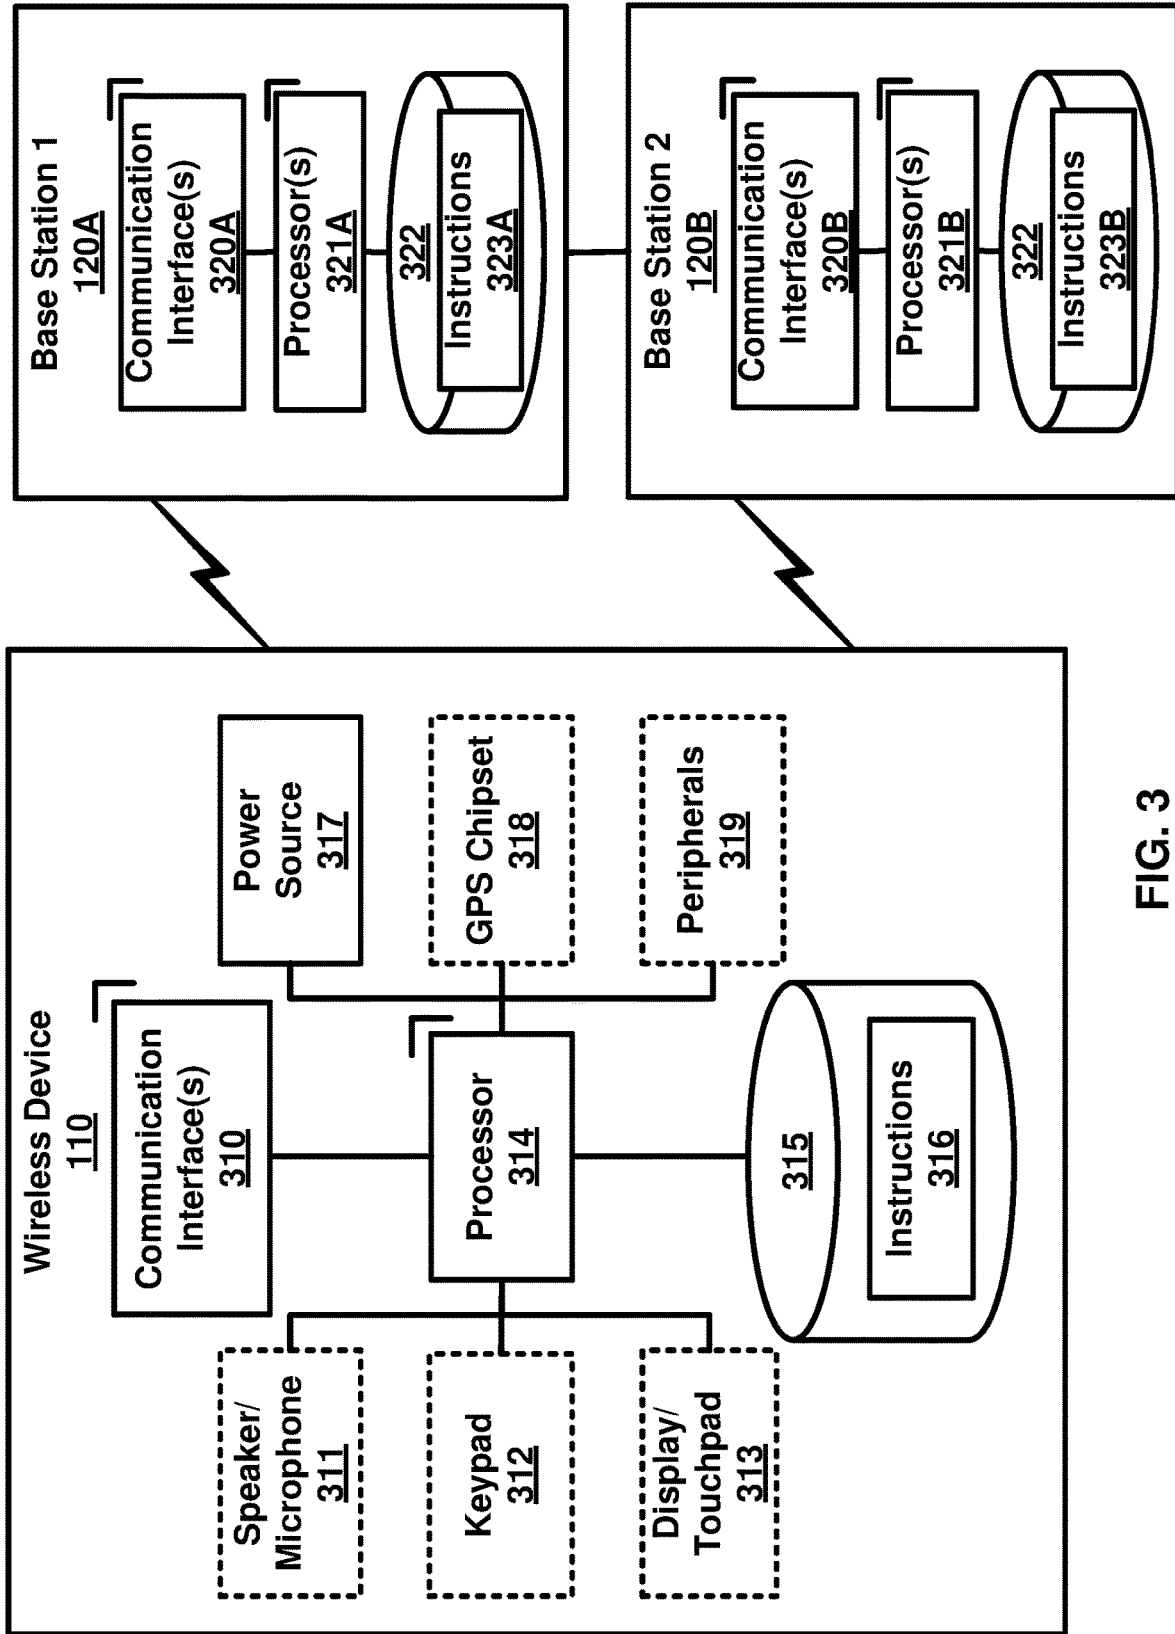 Wireless Device
110
Communication
Interface(s)
310
Speaker/
Microphone
311
Keypad
312
Display/
Touchpad
313
Processor
314
Power
Source
317
GPS Chipset
318
Peripherals
319
315
Instructions
316
Base Station 1
120A
Communication
Interface(s)
320A
Processor(s)
321A
322
Instructions
323A
Base Station 2
120B
Communication
Interface(s)
320B
Processor(s)
321B
322
Instructions
323B
FIG. 3